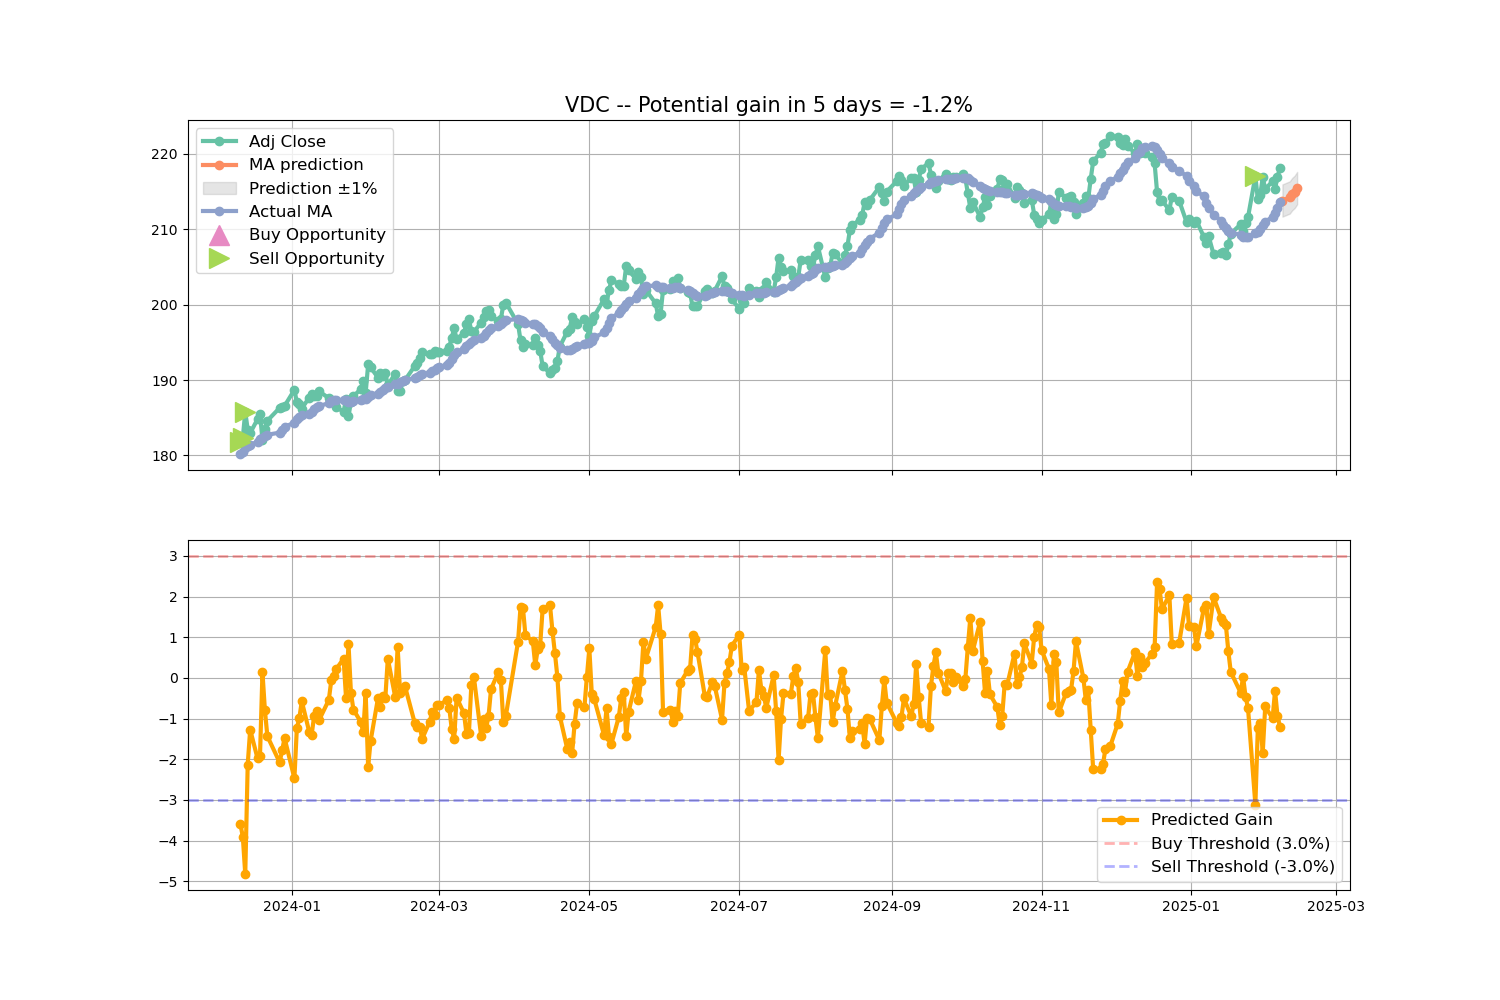 VDC -- Potential gain in 5 days = -1.2%
Adj Close
MA prediction
Prediction ±1%
Actual MA
Buy Opportunity
Sell Opportunity
220
210
200
190
180
3
2
1
0
−1
−2
−3
−4
−5
Predicted Gain
Buy Threshold (3.0%)
Sell Threshold (-3.0%)
2024-01 2024-03 2024-05 2024-07 2024-09 2024-11 2025-01 2025-03